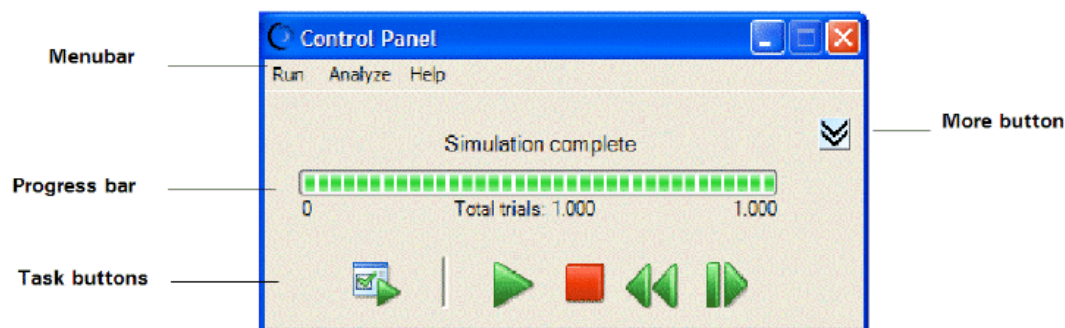 Control Panel
Menubar
Run Analyze Help
More button
Simulation complete
Progress bar
0 Total trials: 1.000 1.000
Task buttons